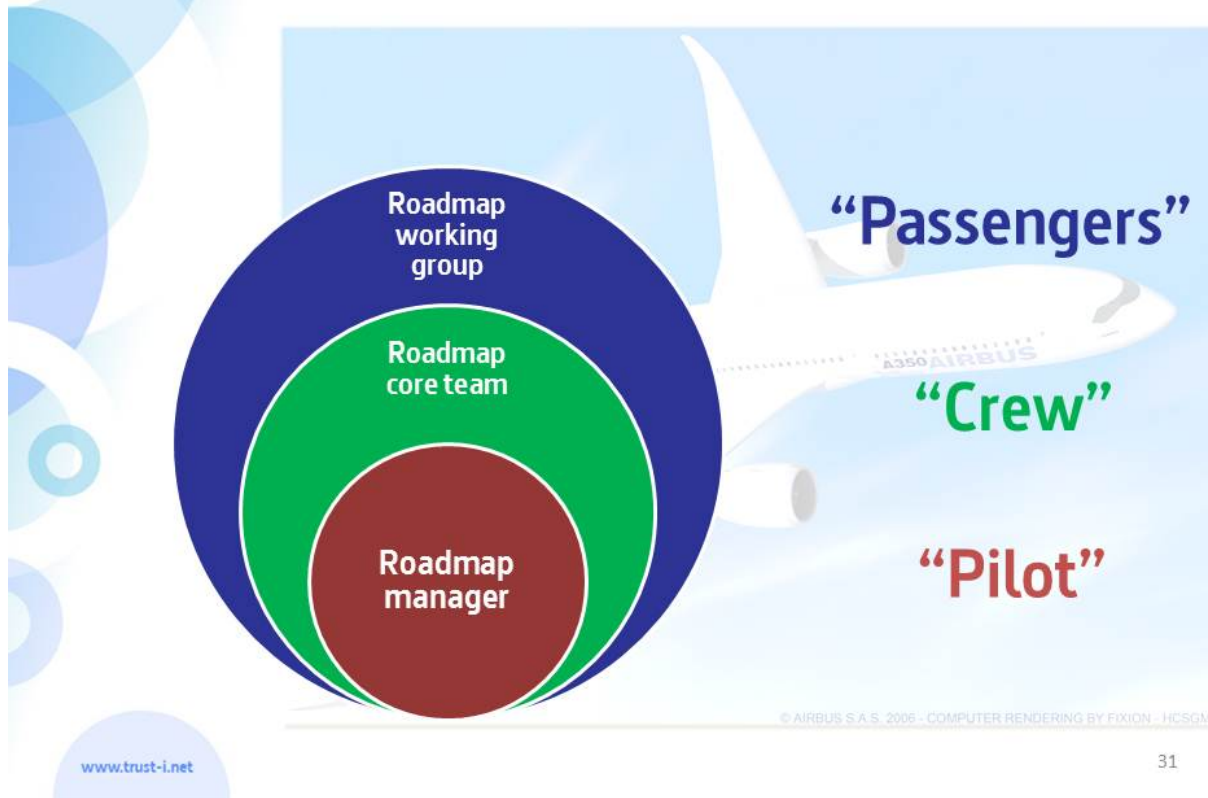 Roadmap
working
group
“Passengers”
Roadmap
core team
A350 AIRBUS
“Crew”
Roadmap
manager
“Pilot”
© AIRBUS S.A.S. 2006 - COMPUTER RENDERING BY FIXION - HCSGM
www.trust-i.net
31